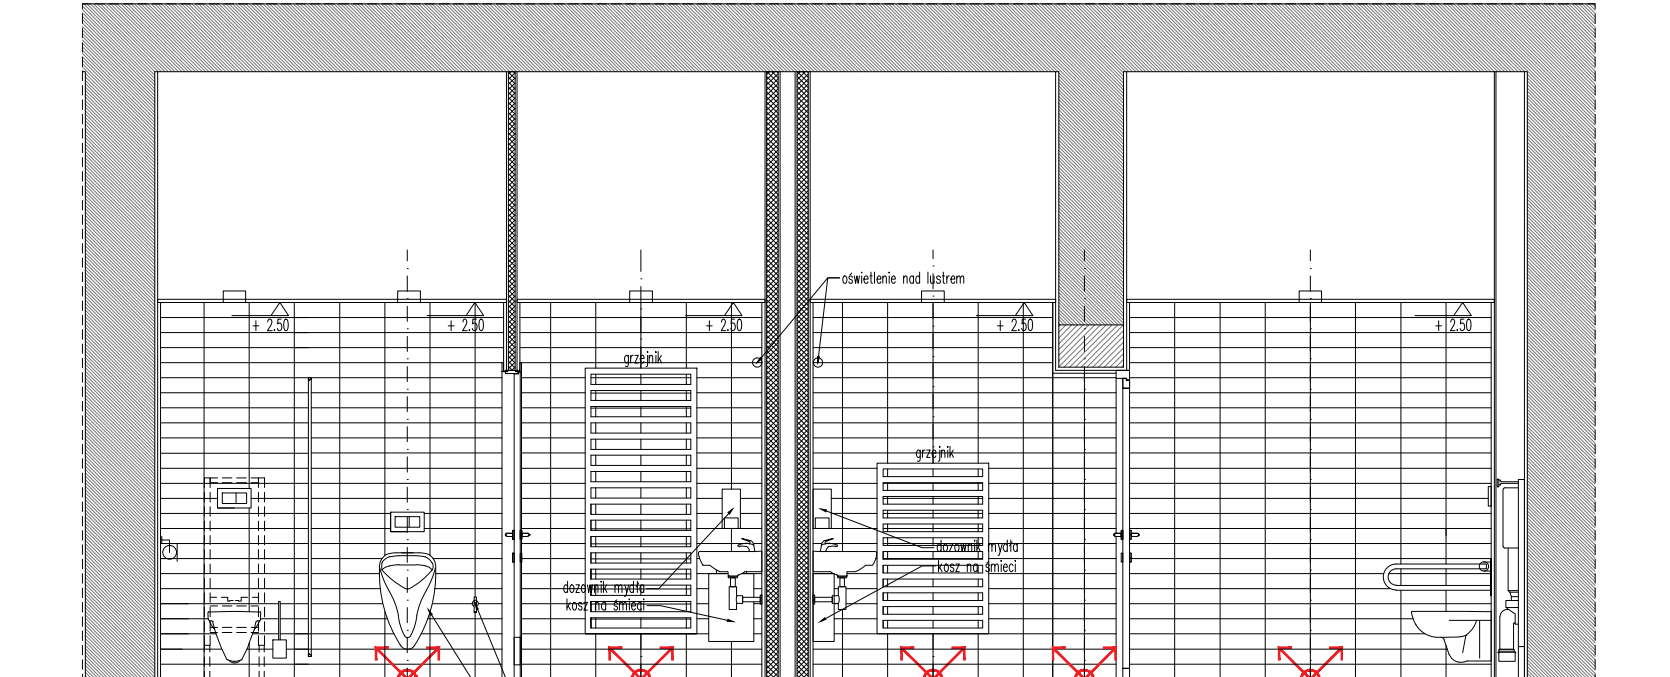 oświetlenie nad lustrem
+ 2.50
+ 2.50
+ 2.50
+ 2.50
+ 2.50
grzejnik
grzejnik
dozownik mydła
kosz na śmieci
dozownik mydła
kosz na śmieci